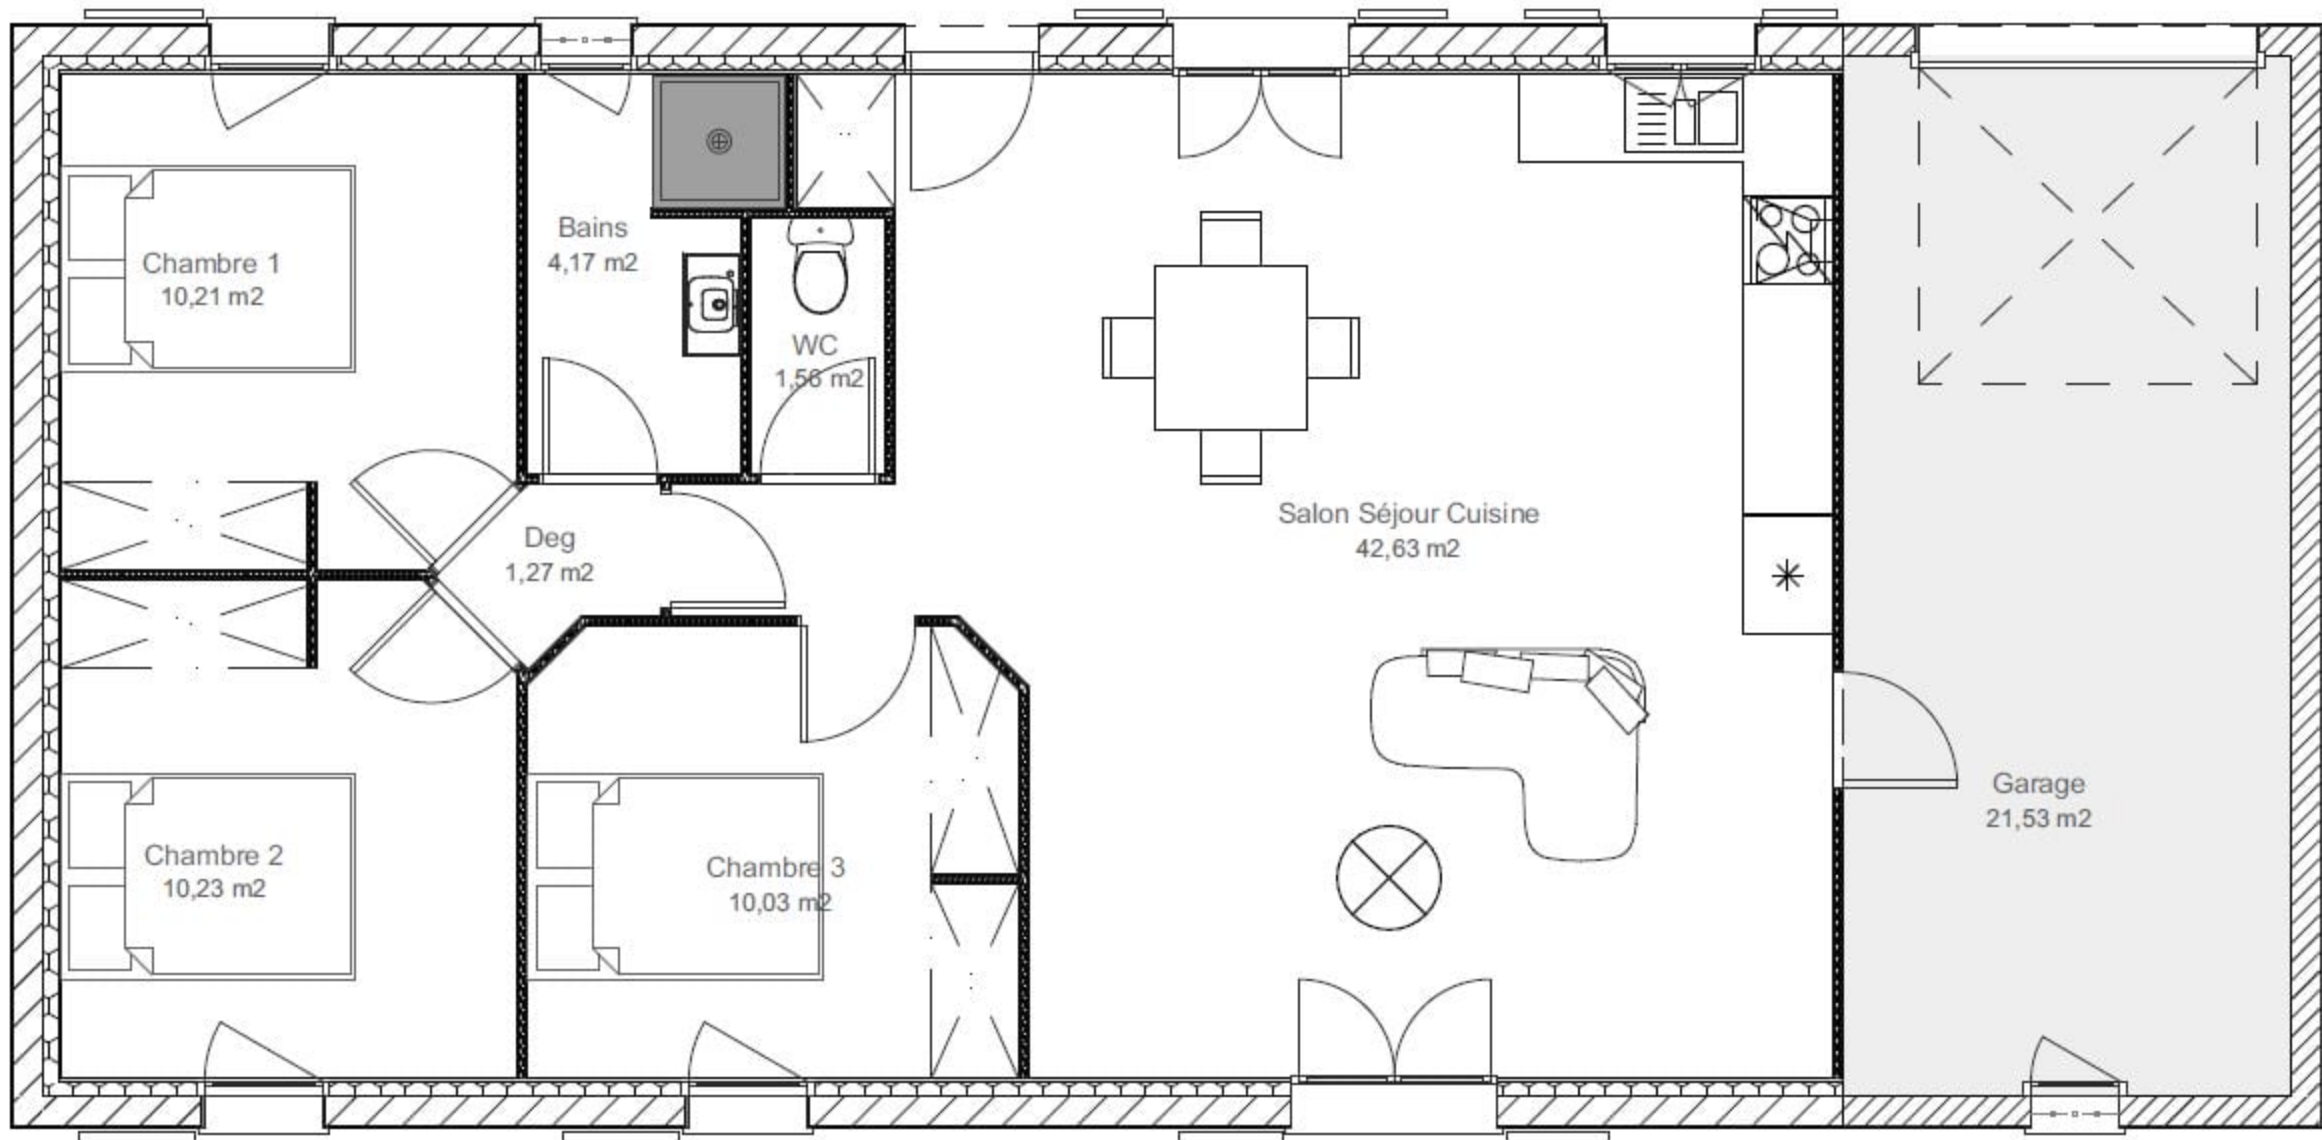 Chambre 1
10,21 m2
Bains
4,17 m2
WC
1,56 m2
Deg
1,27 m2
Salon Séjour Cuisine
42,63 m2
Garage
21,53 m2
Chambre 2
10,23 m2
Chambre 3
10,03 m2